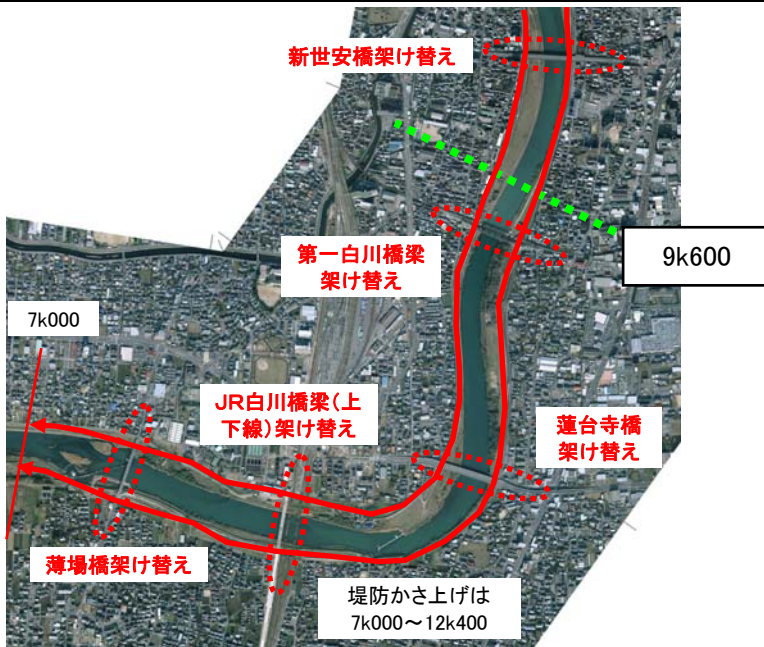 新世安橋架け替え
第一白川橋梁
架け替え
9k600
7k000
JR白川橋梁(上
下線)架け替え
蓮台寺橋
架け替え
薄場橋架け替え
堤防かさ上げは
7k000～12k400